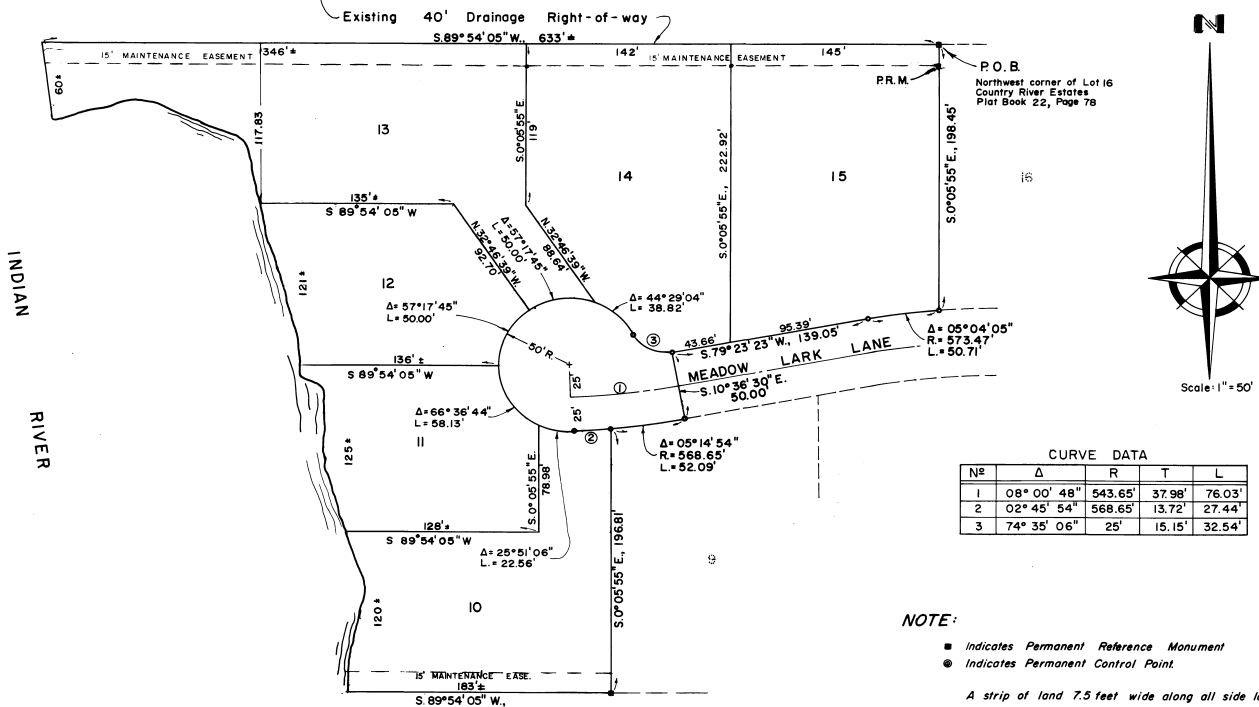 Existing 40' Drainage Right-of-way
S.89°54'05"W., 633'±
15' MAINTENANCE EASEMENT
346'±
142'
15' MAINTENANCE EASEMENT
145'
P.O.B.
Northwest corner of Lot 16
Country River Estates
Plat Book 22, Page 78
P.R.M.
N
60±
117.83
13
S.0°05'55"E.
119'
14
S.0°05'55"E., 222.92'
15
S.0°05'55"E., 198.45'
16
135'±
S 89°54'05"W
N.32°46'39"W.
92.70
Δ=57°17'45"
L=50.00'
N.32°46'39"W.
88.64'
INDIAN
RIVER
121±
12
Δ= 57°17'45"
L=50.00'
Δ= 44°29'04"
L= 38.82'
3
50'R.
25'
25'
1
43.66'
95.39'
S.79°23'23"W., 139.05'
MEADOW LARK LANE
Δ= 05°04'05"
R.= 573.47'
L.= 50.71'
S.10°36'30"E.
50.00'
Scale: 1"=50'
136'±
S 89°54'05"W
Δ=66°36'44"
L=58.13'
11
2
Δ= 05°14'54"
R.=568.65'
L.=52.09'
125±
S.0°05'55"E.
78.98'
128'±
S 89°54'05"W
Δ= 25°51'06"
L.= 22.56'
S.0°05'55"E., 196.81'
9
120±
10
15' MAINTENANCE EASE.
183'±
S.89°54'05"W.,
CURVE DATA
Nº Δ R T L
1 08°00'48" 543.65' 37.98' 76.03'
2 02°45'54" 568.65' 13.72' 27.44'
3 74°35'06" 25' 15.15' 32.54'
NOTE:
Indicates Permanent Reference Monument
Indicates Permanent Control Point.
A strip of land 7.5 feet wide along all side